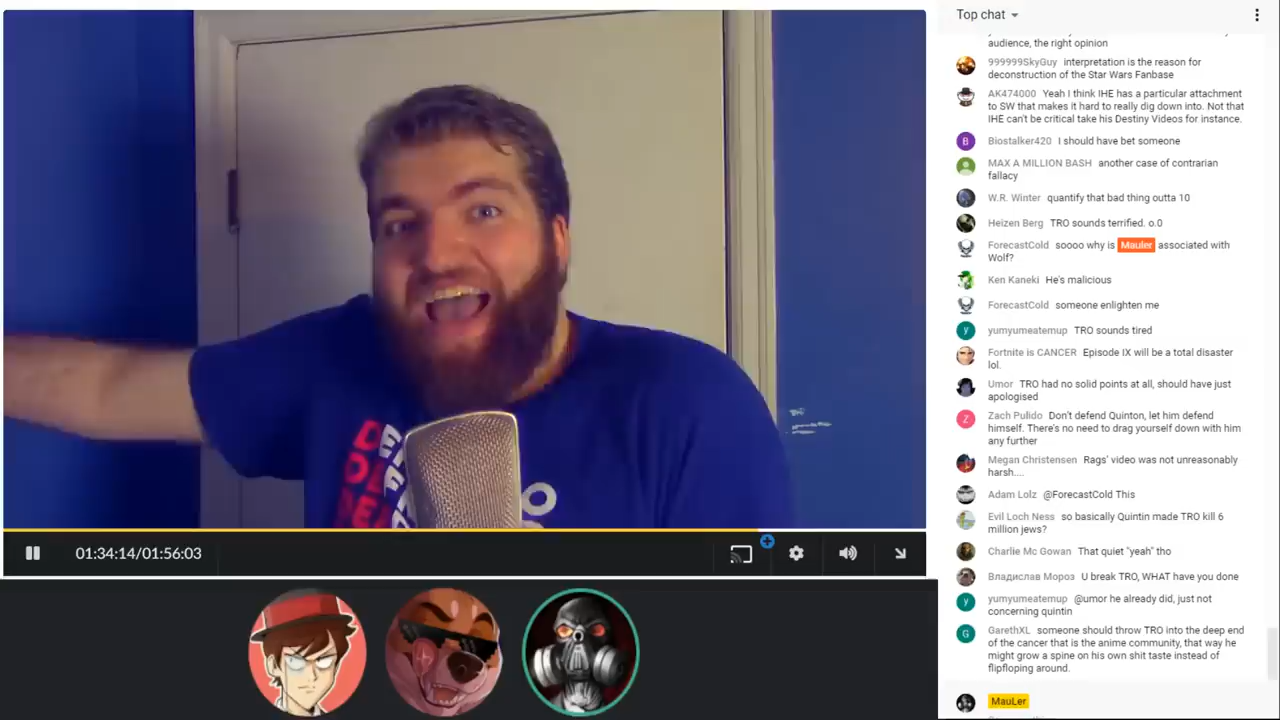 Top chat
audience, the right opinion
999999SkyGuy interpretation is the reason for
deconstruction of the Star Wars Fanbase
AK474000 Yeah I think IHE has a particular attachment
to SW that makes it hard to really dig down into. Not that
IHE can't be critical take his Destiny Videos for instance.
B
Biostalker420 I should have bet someone
MAX A MILLION BASH another case of contrarian
fallacy
W.R. Winter quantify that bad thing outta 10
Heizen Berg TRO sounds terrified. o.0
ForecastCold soooo why is Mauler associated with
Wolf?
Ken Kaneki He's malicious
ForecastCold someone enlighten me
y
yumyumeatemup TRO sounds tired
Fortnite is CANCER Episode IX will be a total disaster
lol.
Umor TRO had no solid points at all, should have just
apologised
Z
Zach Pulido Don't defend Quinton, let him defend
himself. There's no need to drag yourself down with him
any further
Megan Christensen Rags' video was not unreasonably
harsh....
Adam Lolz @ForecastCold This
Evil Loch Ness so basically Quintin made TRO kill 6
million jews?
Charlie Mc Gowan That quiet "yeah" tho
Владислав Мороз U break TRO, WHAT have you done
y
yumyumeatemup @umor he already did, just not
concerning quintin
G
GarethXL someone should throw TRO into the deep end
of the cancer that is the anime community, that way he
might grow a spine on his own shit taste instead of
flipfloping around.
MauLer
01:34:14/01:56:03